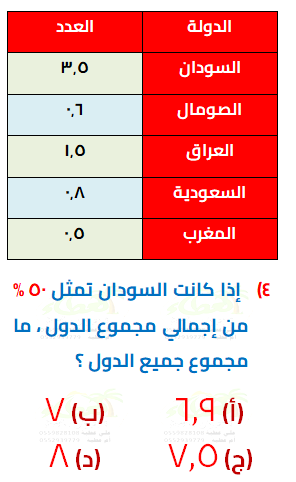 الدولة العدد
السودان ٣,٥
الصومال ٠,٦
العراق ١,٥
السعودية ٠,٨
المغرب ٠,٥
٤) إذا كانت السودان تمثل ٥٠ %
من إجمالي مجموع الدول ، ما
مجموع جميع الدول ؟
(أ) ٦,٩ (ب) ٧
(ج) ٧,٥ (د) ٨